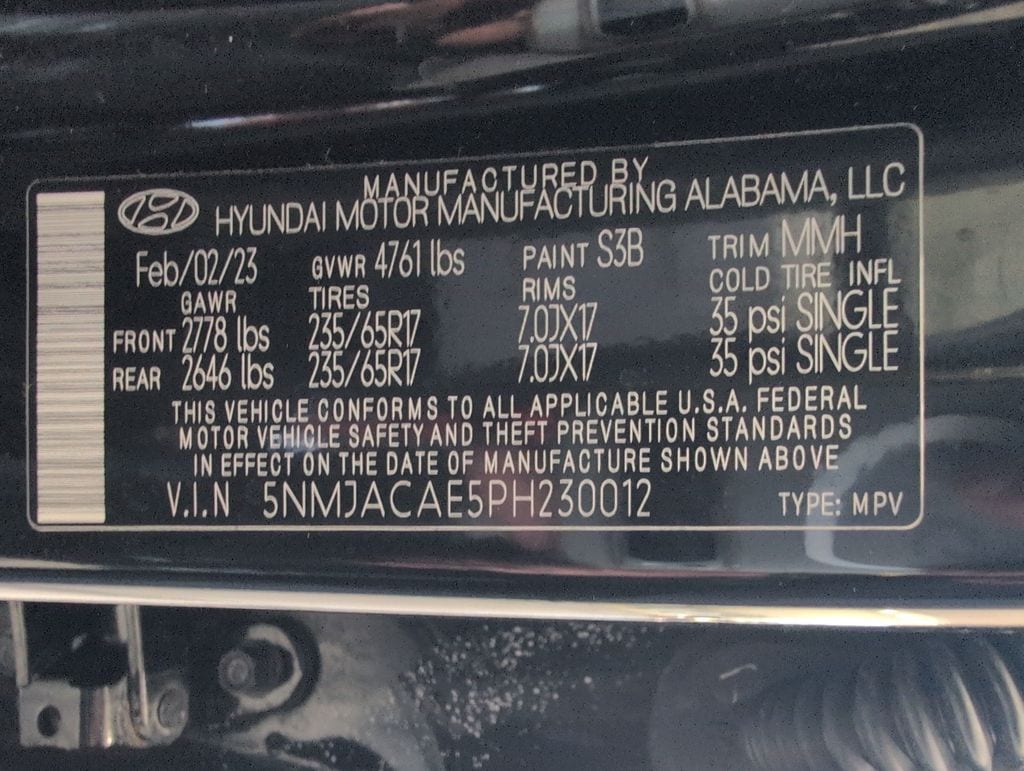 MANUFACTURED BY
HYUNDAI MOTOR MANUFACTURING ALABAMA, LLC
Feb/02/23 GVWR 4761 lbs PAINT S3B TRIM MMH
GAWR TIRES RIMS COLD TIRE INFL
FRONT 2778 lbs 235/65R17 7.0JX17 35 psi SINGLE
REAR 2646 lbs 235/65R17 7.0JX17 35 psi SINGLE
THIS VEHICLE CONFORMS TO ALL APPLICABLE U.S.A. FEDERAL
MOTOR VEHICLE SAFETY AND THEFT PREVENTION STANDARDS
IN EFFECT ON THE DATE OF MANUFACTURE SHOWN ABOVE
V.I.N 5NMJACAE5PH230012 TYPE: MPV